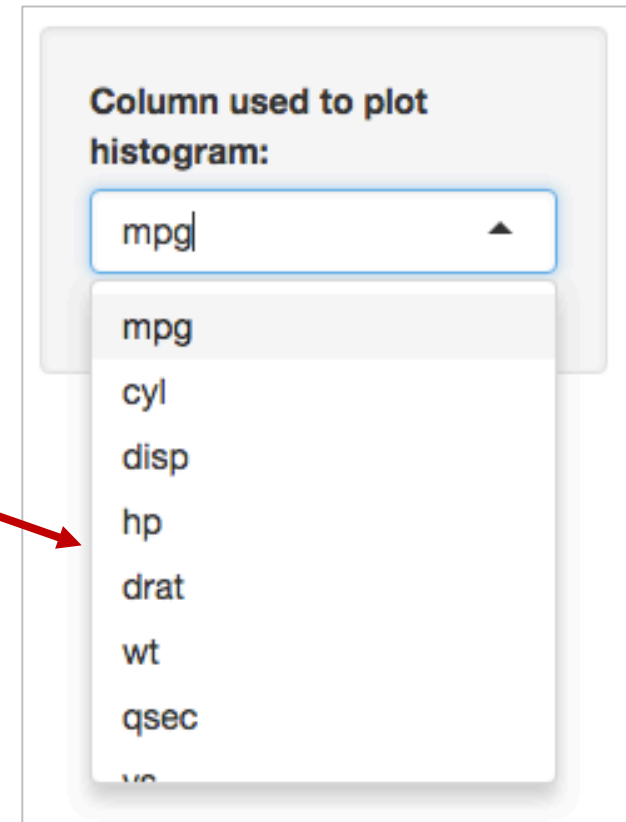 Column used to plot
histogram:
mpg
mpg
cyl
disp
hp
drat
wt
qsec